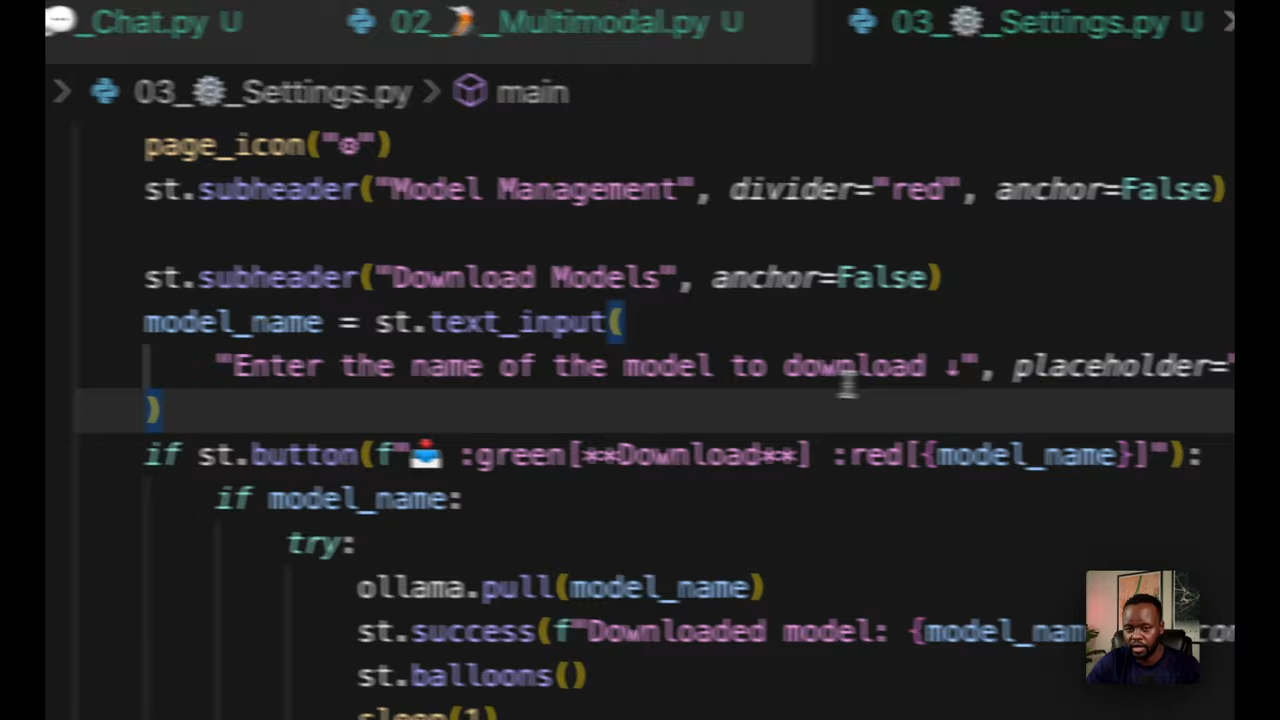 _Chat.py U 02_🌋_Multimodal.py U 03_⚙️_Settings.py U
03_⚙️_Settings.py > main
page_icon("⚙️")
st.subheader("Model Management", divider="red", anchor=False)
st.subheader("Download Models", anchor=False)
model_name = st.text_input(
"Enter the name of the model to download ↓", placeholder="
)
if st.button(f"📩 :green[**Download**] :red[{model_name}]"):
if model_name:
try:
ollama.pull(model_name)
st.success(f"Downloaded model: {model_nam
st.balloons()
sleep(1)